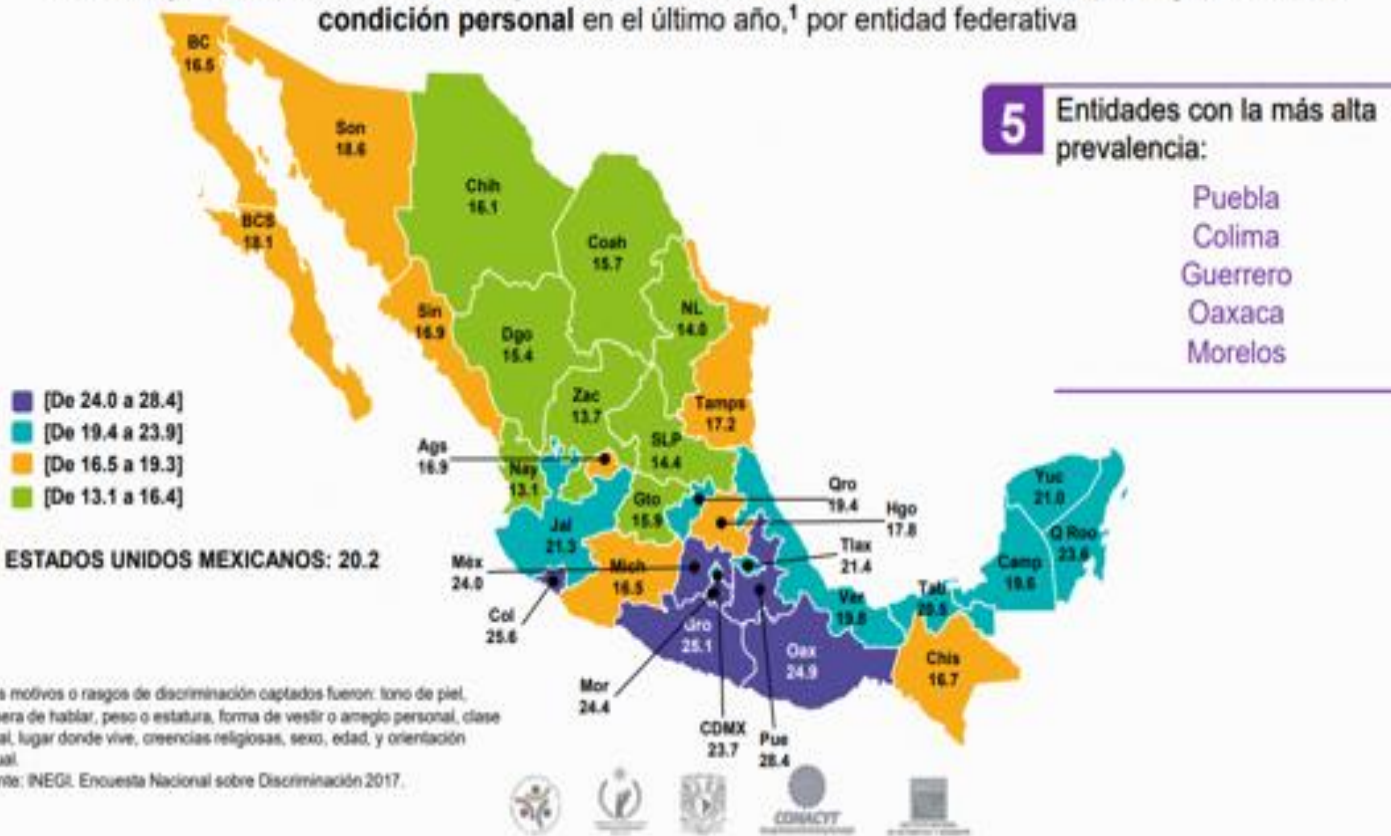 condición personal en el último año,1 por entidad federativa
BC
16.5
Son
18.6
Chih
16.1
Coah
15.7
BCS
18.1
Sin
16.9
Dgo
15.4
NL
14.0
Zac
13.7
Tamps
17.2
SLP
14.4
Ags
16.9
Nay
13.1
Gto
15.9
Qro
19.4
Hgo
17.8
Jal
21.3
Tlax
21.4
Méx
24.0
Mich
16.5
Col
25.6
Gro
25.1
Mor
24.4
CDMX
23.7
Pue
28.4
Oax
24.9
Ver
19.8
Tab
20.5
Chis
16.7
Camp
19.6
Yuc
21.0
Q Roo
23.6
5
Entidades con la más alta
prevalencia:
Puebla
Colima
Guerrero
Oaxaca
Morelos
[De 24.0 a 28.4]
[De 19.4 a 23.9]
[De 16.5 a 19.3]
[De 13.1 a 16.4]
ESTADOS UNIDOS MEXICANOS: 20.2
s motivos o rasgos de discriminación captados fueron: tono de piel,
era de hablar, peso o estatura, forma de vestir o arreglo personal, clase
al, lugar donde vive, creencias religiosas, sexo, edad, y orientación
ual.
nte: INEGI. Encuesta Nacional sobre Discriminación 2017.
CONACYT